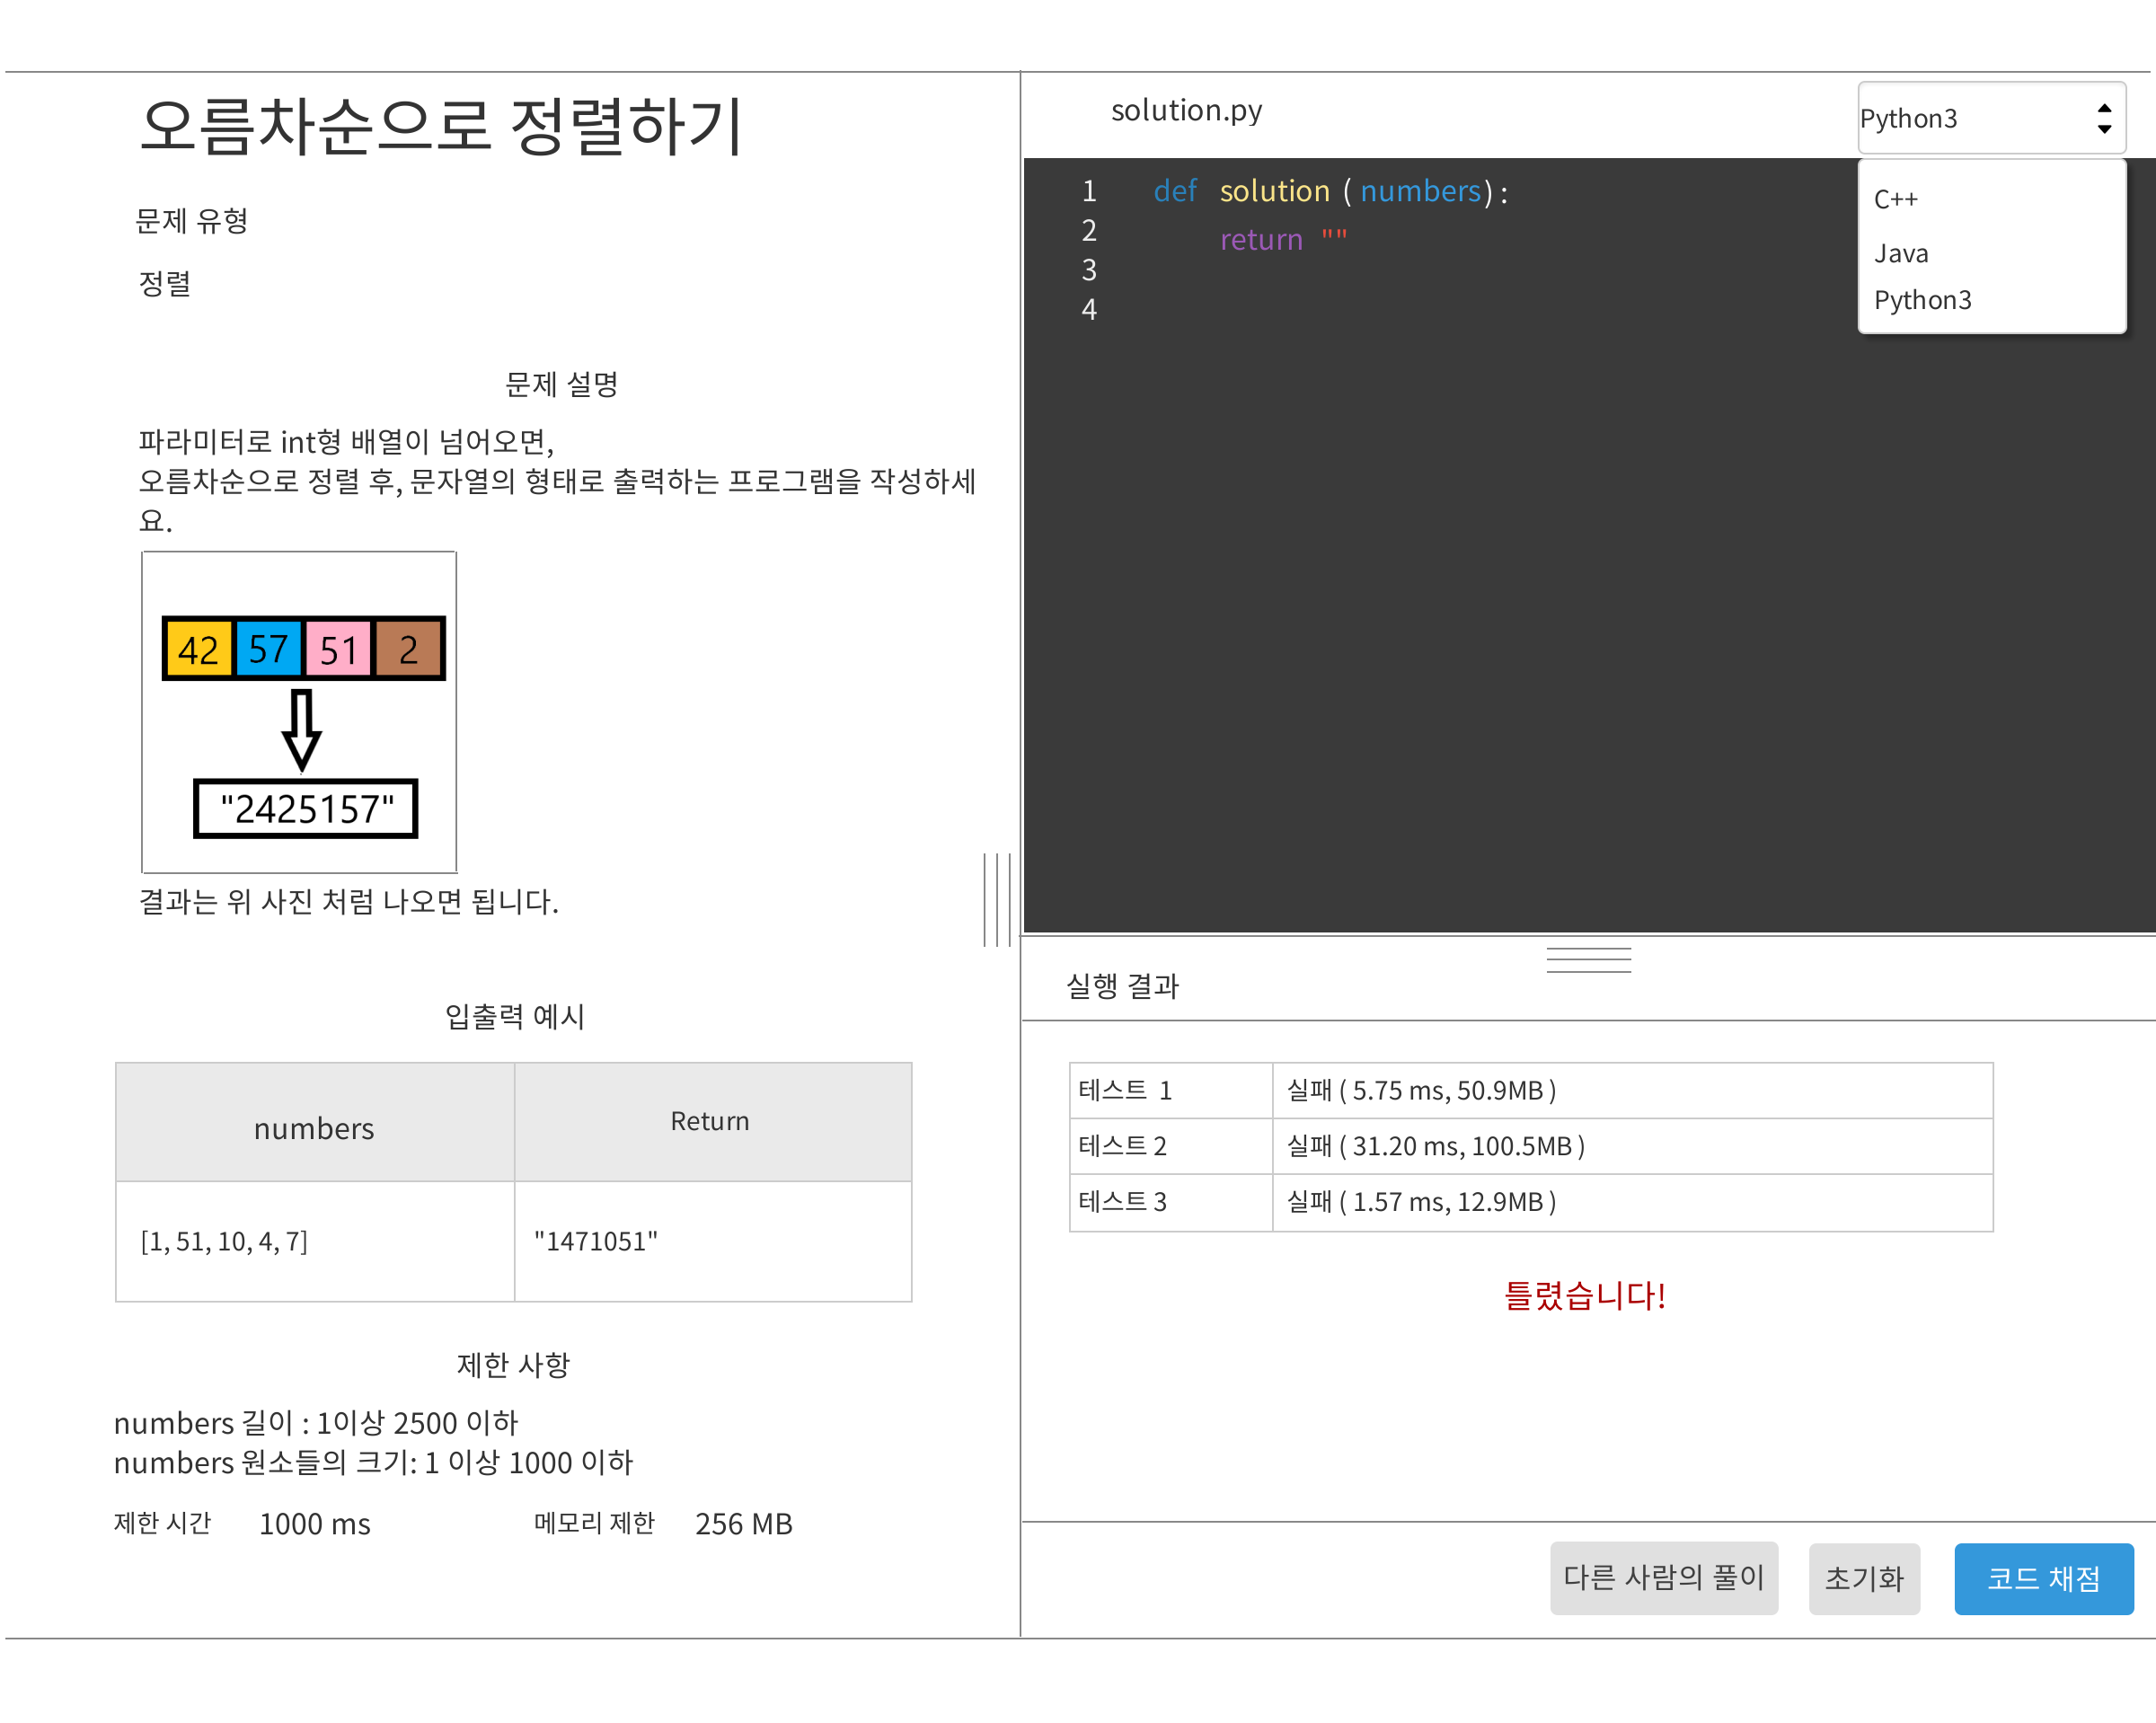 오름차순으로 정렬하기
문제 유형
정렬
문제 설명
파라미터로 int형 배열이 넘어오면,
오름차순으로 정렬 후, 문자열의 형태로 출력하는 프로그램을 작성하세
요.
42 57 51 2
"2425157"
결과는 위 사진 처럼 나오면 됩니다.
입출력 예시
numbers Return
[1, 51, 10, 4, 7] "1471051"
제한 사항
numbers 길이 : 1이상 2500 이하
numbers 원소들의 크기: 1 이상 1000 이하
제한 시간 1000 ms 메모리 제한 256 MB
solution.py
Python3
C++
Java
Python3
1 def solution ( numbers) :
2 return ""
3
4
실행 결과
테스트 1 실패 ( 5.75 ms, 50.9MB )
테스트 2 실패 ( 31.20 ms, 100.5MB )
테스트 3 실패 ( 1.57 ms, 12.9MB )
틀렸습니다!
다른 사람의 풀이 초기화 코드 채점